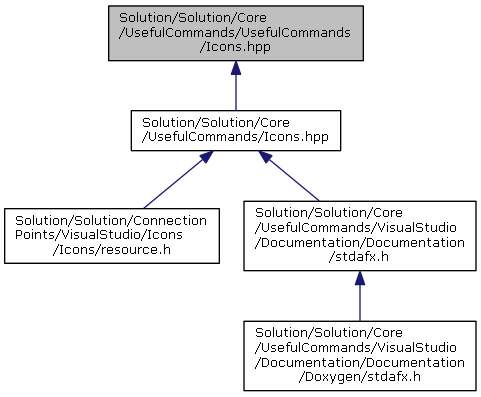 Solution/Solution/Core
/UsefulCommands/UsefulCommands
/Icons.hpp
Solution/Solution/Core
/UsefulCommands/Icons.hpp
Solution/Solution/Connection
Points/VisualStudio/Icons
/Icons/resource.h
Solution/Solution/Core
/UsefulCommands/VisualStudio
/Documentation/Documentation
/stdafx.h
Solution/Solution/Core
/UsefulCommands/VisualStudio
/Documentation/Documentation
/Doxygen/stdafx.h